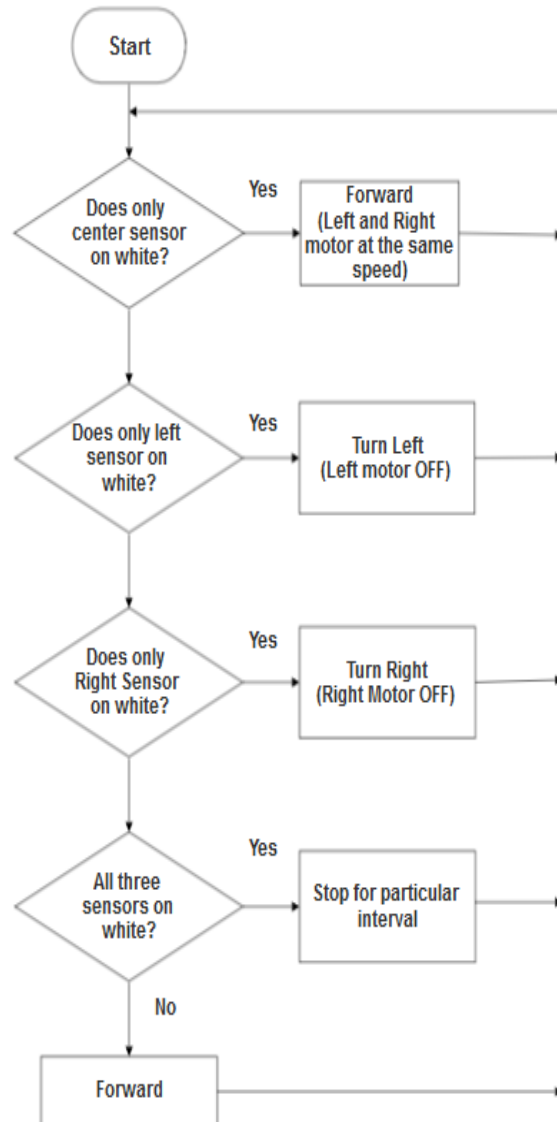 Start
Does only
center sensor
on white?
Yes
Forward
(Left and Right
motor at the same
speed)
Does only left
sensor on
white?
Yes
Turn Left
(Left motor OFF)
Does only
Right Sensor
on white?
Yes
Turn Right
(Right Motor OFF)
All three
sensors on
white?
Yes
Stop for particular
interval
No
Forward